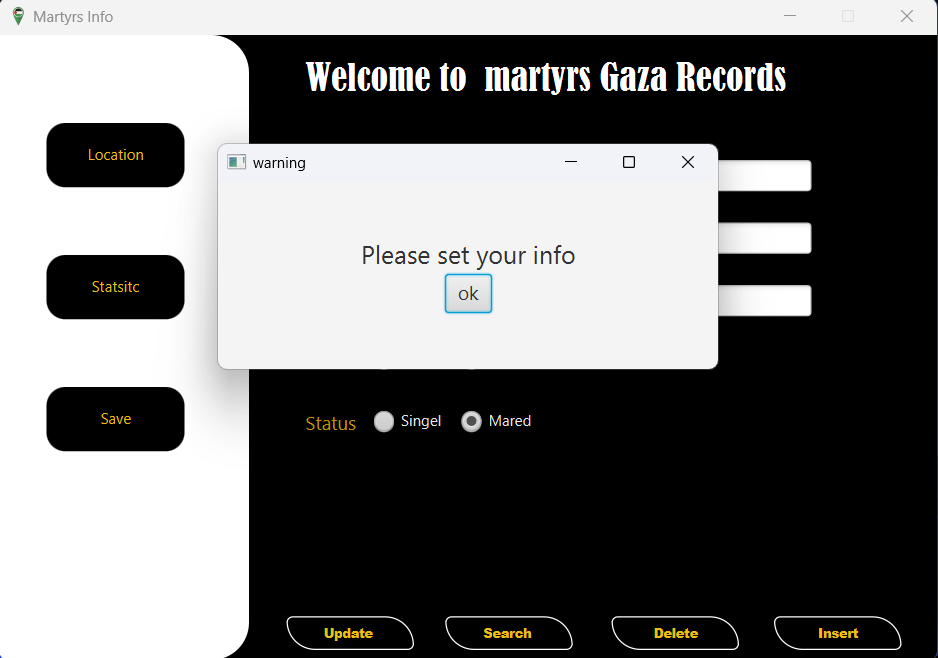 Martyrs Info
Welcome to martyrs Gaza Records
Location
warning
Please set your info
ok
Statsitc
Save
Status
Singel
Mared
Update
Search
Delete
Insert